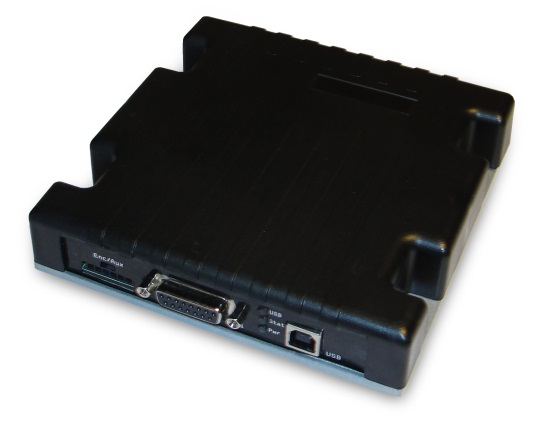 Enc/Aux
USB
Stat
Pwr
USB